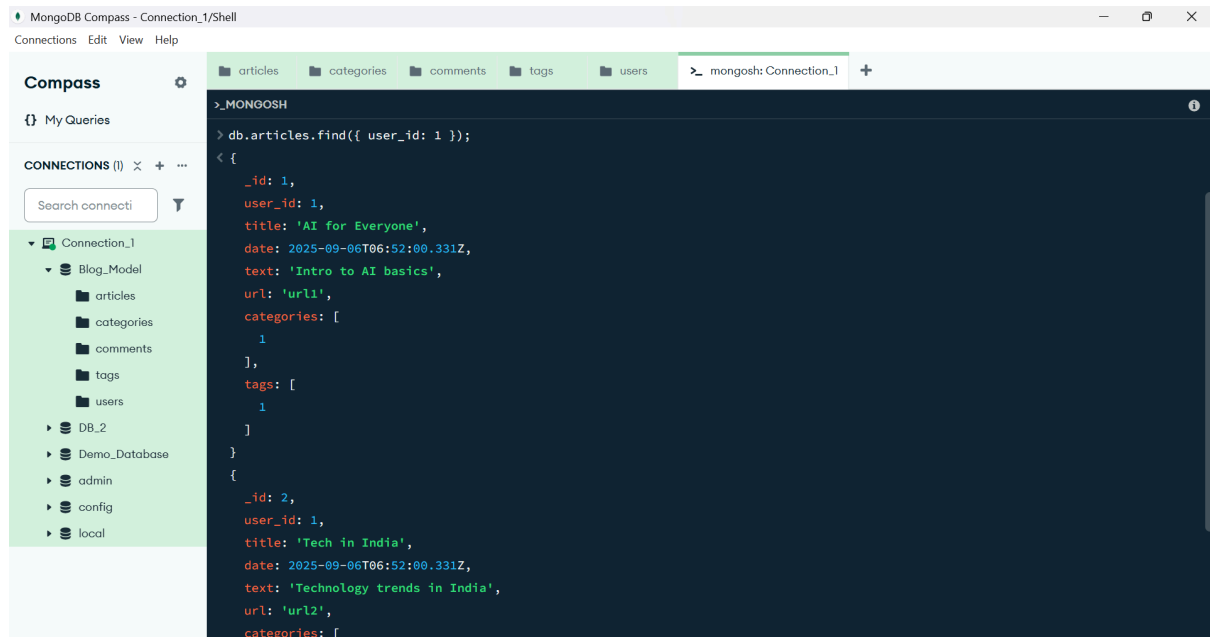 MongoDB Compass - Connection_1/Shell
Connections Edit View Help
Compass
{} My Queries
CONNECTIONS (1)
Search connecti
Connection_1
Blog_Model
articles
categories
comments
tags
users
DB_2
Demo_Database
admin
config
local
articles categories comments tags users >_ mongosh: Connection_1 +
>_MONGOSH
> db.articles.find({ user_id: 1 });
< {
_id: 1,
user_id: 1,
title: 'AI for Everyone',
date: 2025-09-06T06:52:00.331Z,
text: 'Intro to AI basics',
url: 'url1',
categories: [
1
],
tags: [
1
]
}
{
_id: 2,
user_id: 1,
title: 'Tech in India',
date: 2025-09-06T06:52:00.331Z,
text: 'Technology trends in India',
url: 'url2',
categories: [